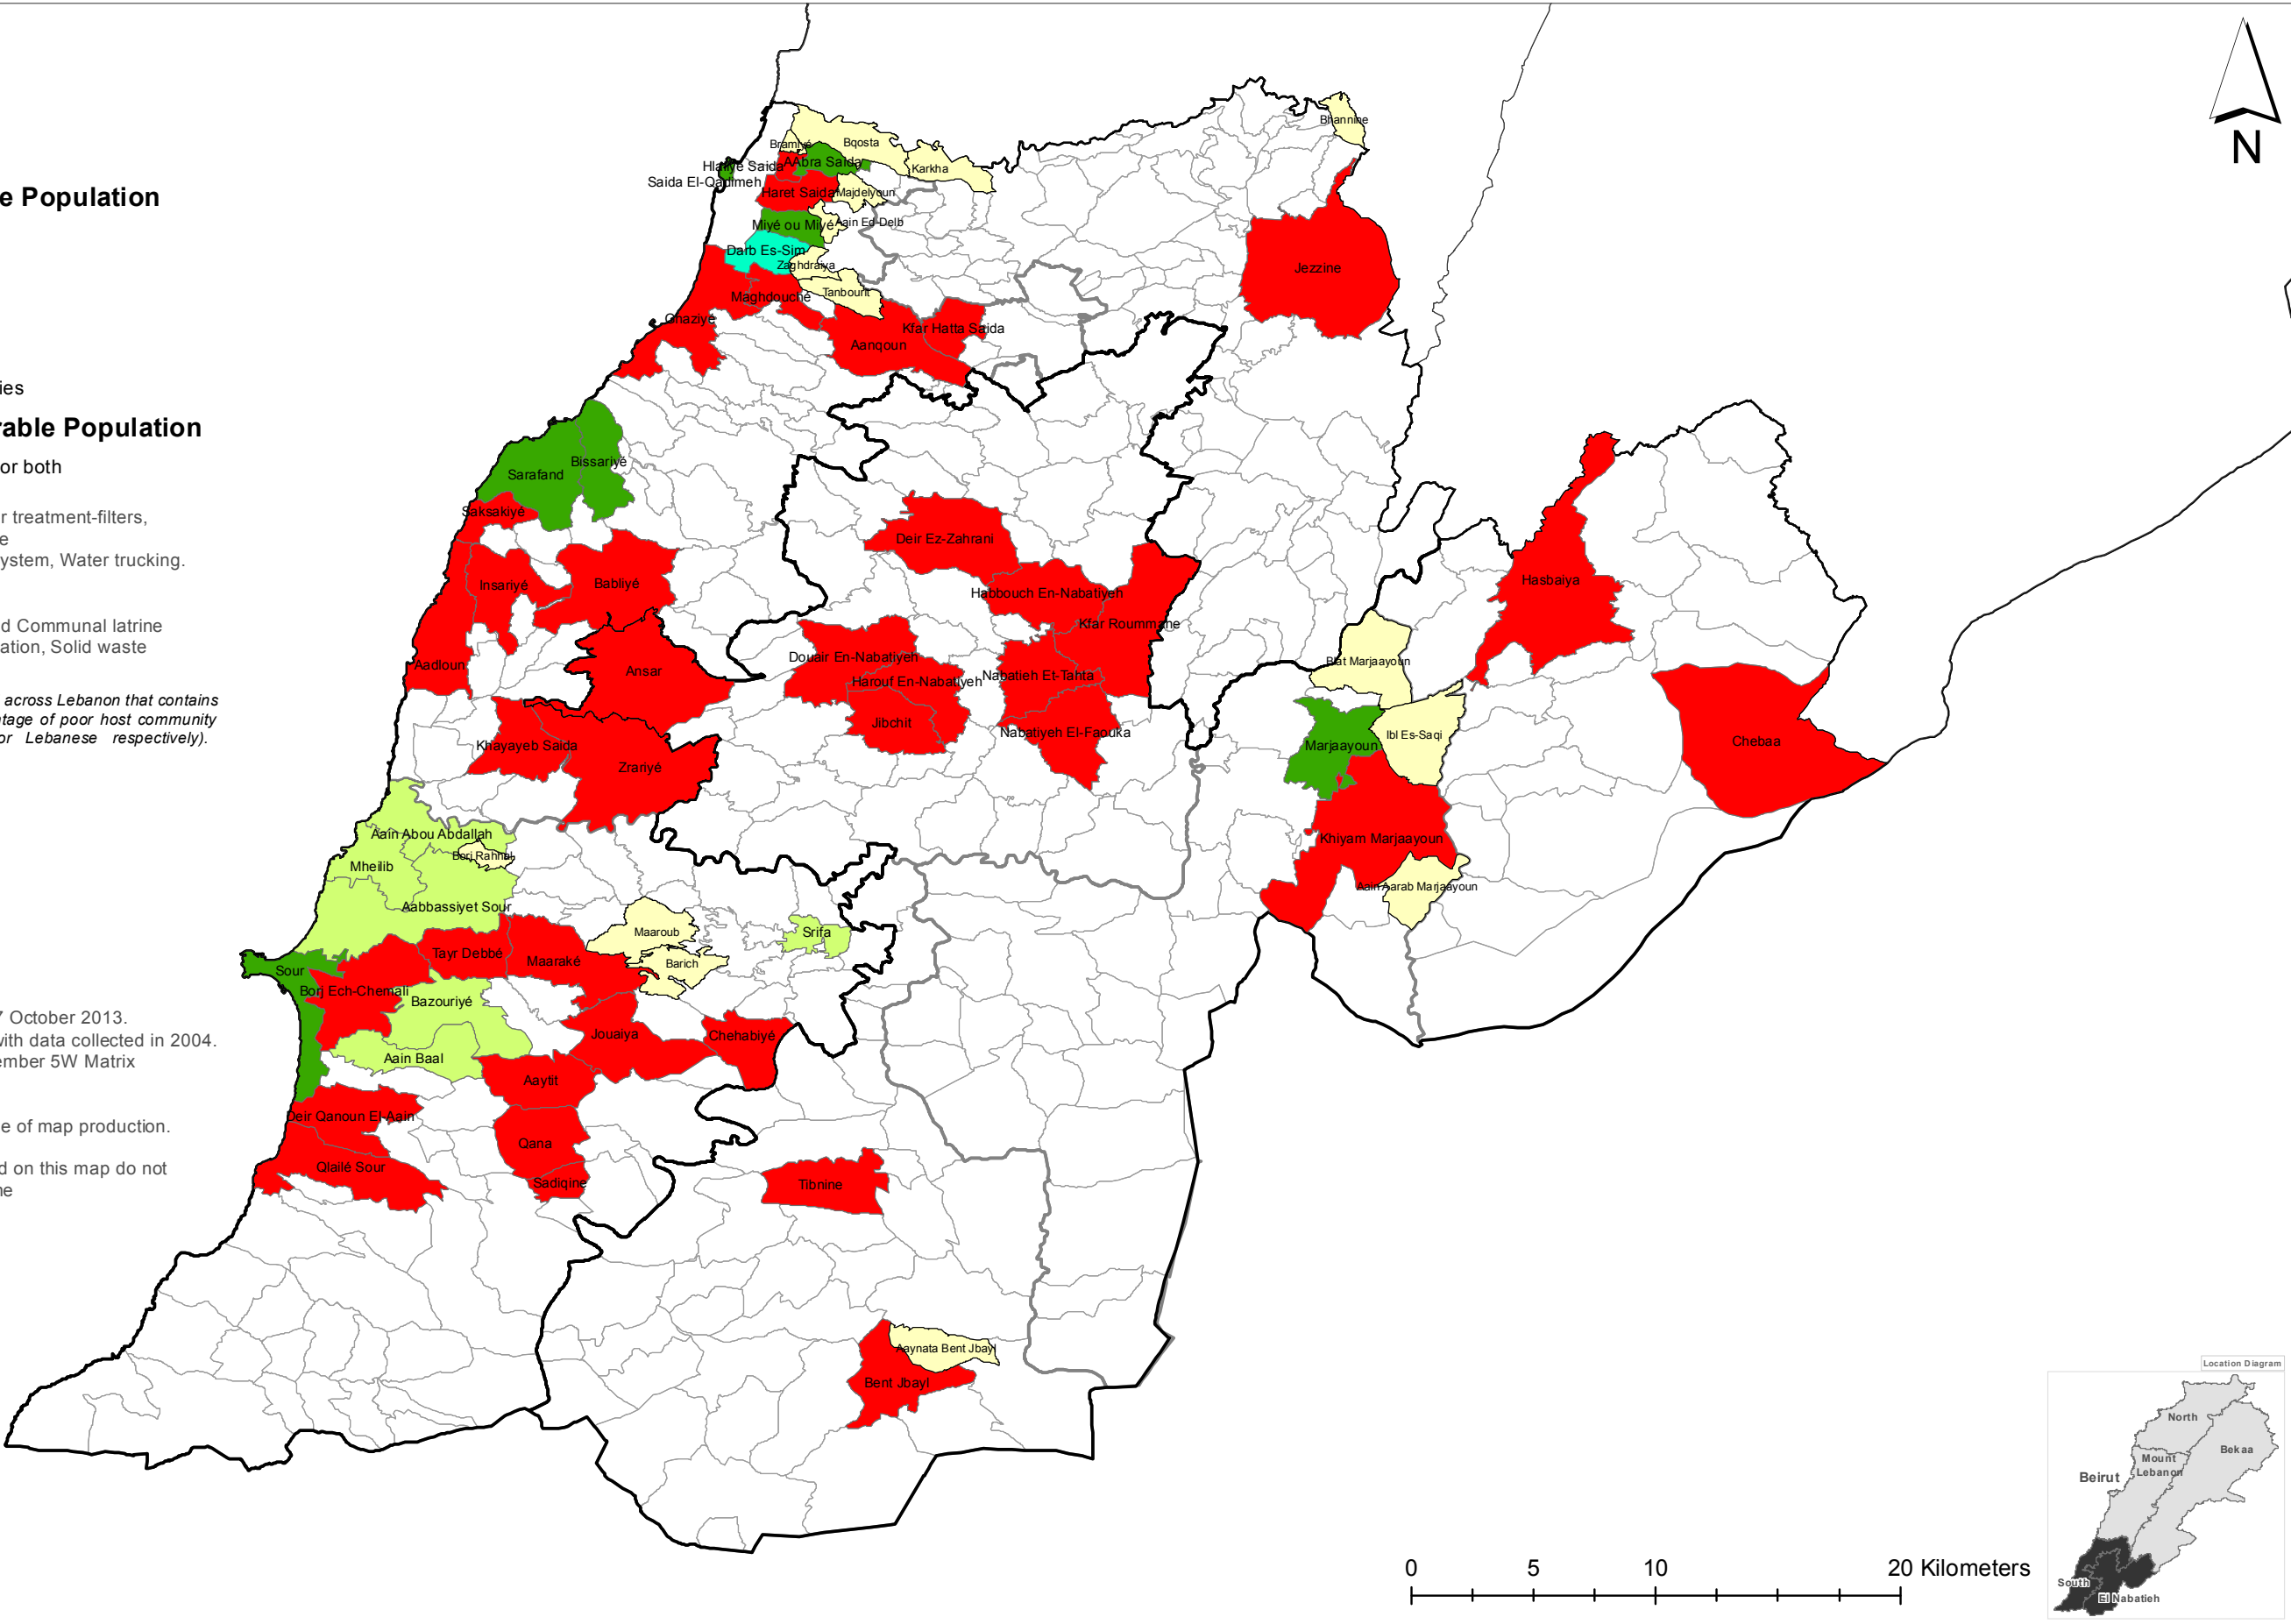 e Population
ies
rable Population
or both
r treatment-filters,
e
ystem, Water trucking.
d Communal latrine
ation, Solid waste
across Lebanon that contains
tage of poor host community
or Lebanese respectively).
7 October 2013.
with data collected in 2004.
ember 5W Matrix
e of map production.
d on this map do not
ne
N
Bhannine
Bramiyé
Bqosta
Hlaliyé Saida
AAbra Saida
Karkha
Saida El-Qadimeh
Haret Saida
Majdelyoun
Miyé ou Miyé
Aain Ed-Delb
Darb Es-Sim
Zaghdraiya
Jezzine
Maghdouché
Tanbourit
Ghaziyé
Kfar Hatta Saida
Aanqoun
Sarafand
Bissariyé
Saksakiyé
Deir Ez-Zahrani
Insariyé
Babliyé
Habbouch En-Nabatiyeh
Hasbaiya
Kfar Roummane
Aadloun
Ansar
Douair En-Nabatiyeh
Harouf En-Nabatiyeh
Nabatieh Et-Tahta
Blat Marjaayoun
Jibchit
Nabatiyeh El-Faouka
Khayayeb Saida
Zrariyé
Marjaayoun
Ibl Es-Saqi
Chebaa
Aain Abou Abdallah
Borj Rahhal
Mheilib
Khiyam Marjaayoun
Aain Aarab Marjaayoun
Aabbassiyet Sour
Maaroub
Srifa
Tayr Debbé
Maaraké
Barich
Sour
Borj Ech-Chemali
Bazouriyé
Jouaiya
Chehabiyé
Aain Baal
Aaytit
Deir Qanoun El-Aain
Qana
Qlailé Sour
Sadiqine
Tibnine
Aaynata Bent Jbayl
Bent Jbayl
0 5 10 20 Kilometers
Location Diagram
North
Bekaa
Mount
Lebanon
Beirut
South
El Nabatieh